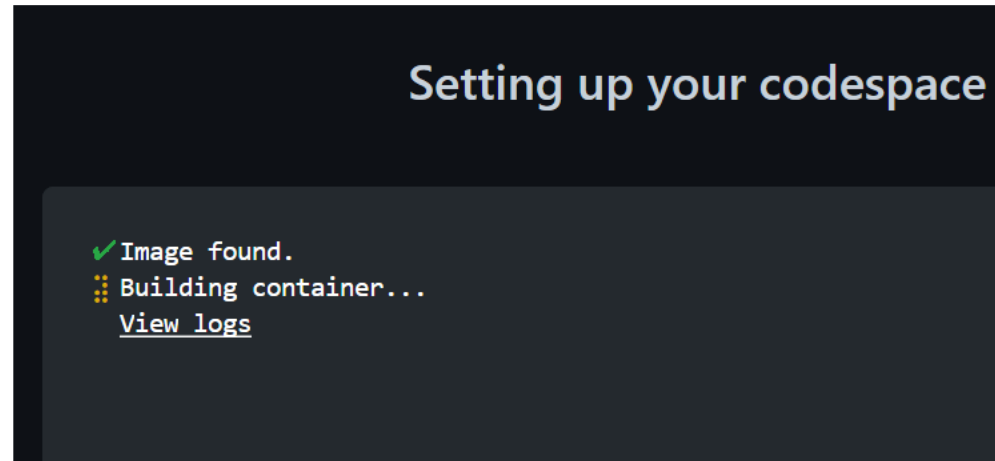 Setting up your codespace
Image found.
Building container...
View logs